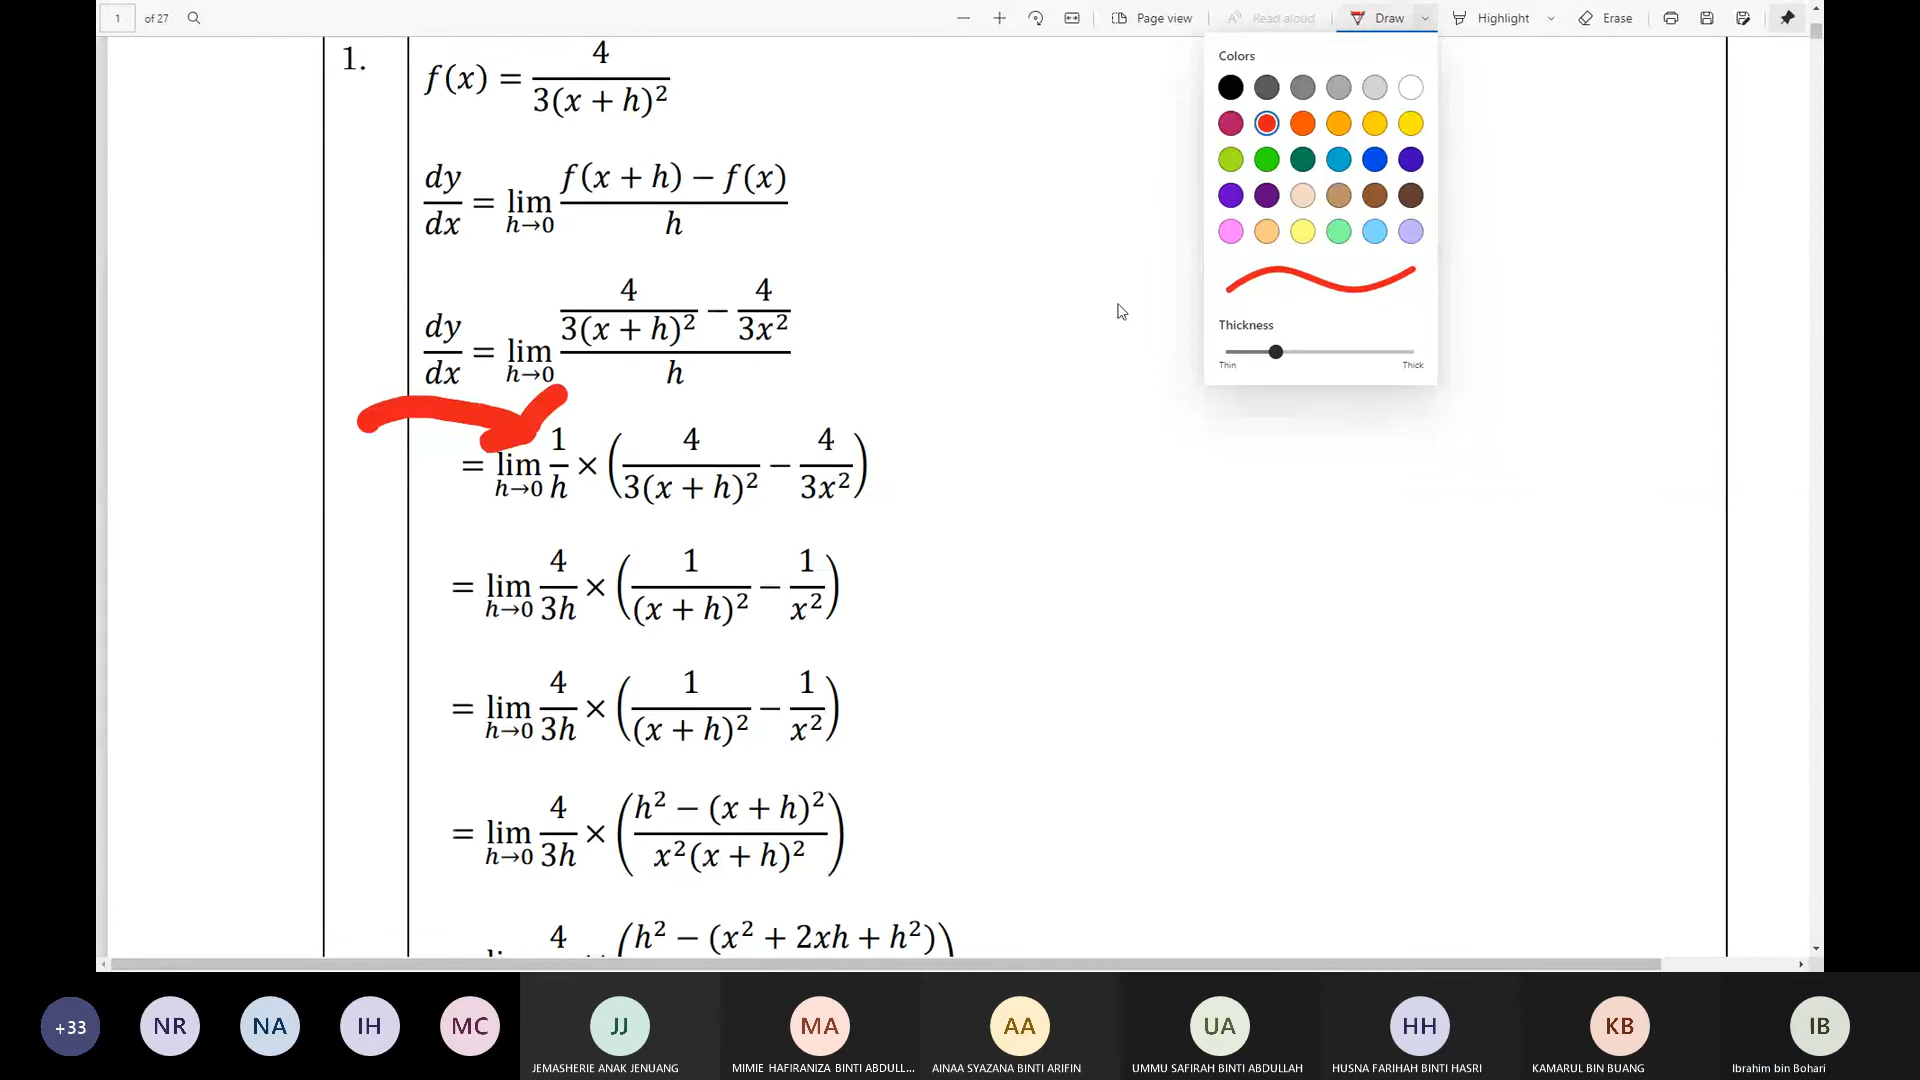 1 of 27 Page view Read aloud Draw Highlight Erase
Colors
Thickness
Thin Thick
1.
f(x) = 4/(3(x + h)²)
dy/dx = lim h→0 (f(x + h) − f(x))/h
dy/dx = lim h→0 (4/(3(x + h)²) − 4/(3x²))/h
= lim h→0 1/h × (4/(3(x + h)²) − 4/(3x²))
= lim h→0 4/(3h) × (1/((x + h)²) − 1/(x²))
= lim h→0 4/(3h) × (1/((x + h)²) − 1/(x²))
= lim h→0 4/(3h) × ((h² − (x + h)²)/(x²(x + h)²))
4 (h² − (x² + 2xh + h²))
+33 NR NA IH MC JJ MA AA UA HH KB IB
JEMASHERIE ANAK JENUANG MIMIE HAFIRANIZA BINTI ABDULL... AINAA SYAZANA BINTI ARIFIN UMMU SAFIRAH BINTI ABDULLAH HUSNA FARIHAH BINTI HASRI KAMARUL BIN BUANG Ibrahim bin Bohari